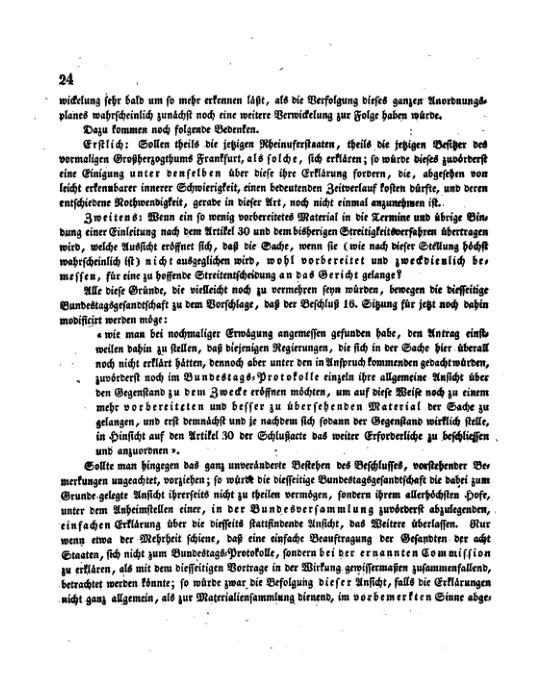 24
wickelung sehr bald um so mehr erkennen läßt, als die Verfolgung dieses ganzen Anordnungs-
planes wahrscheinlich zunächst noch eine weitere Verwickelung zur Folge haben würde.
Dazu kommen noch folgende Bedenken.
Erstlich: Sollen theils die jetzigen Rheinuferstaaten, theils die jetzigen Besitzer des
vormaligen Großherzogthums Frankfurt, als solche, sich erklären; so würde dieses zuvörderst
eine Einigung unter denselben über diese ihre Erklärung fordern, die, abgesehen von
leicht erkennbarer innerer Schwierigkeit, einen bedeutenden Zeitverlauf kosten dürfte, und deren
entschiedene Nothwendigkeit, gerade in dieser Art, noch nicht einmal anzunehmen ist.
Zweitens: Wenn ein so wenig vorbereitetes Material in die Termine und übrige Bin-
dung einer Einleitung nach dem Artikel 30 und dem bisherigen Streitigkeitsverfahren übertragen
wird, welche Aussicht eröffnet sich, daß die Sache, wenn sie (wie nach dieser Stellung höchst
wahrscheinlich ist) nicht ausgeglichen wird, wohl vorbereitet und zweckdienlich be-
messen, für eine zu hoffende Streitentscheidung an das Gericht gelange?
Alle diese Gründe, die vielleicht noch zu vermehren seyn würden, bewegen die diesseitige
Bundestagsgesandtschaft zu dem Vorschlage, daß der Beschluß 16. Sitzung für jetzt noch dahin
modificirt werden möge:
«wie man bei nochmaliger Erwägung angemessen gefunden habe, den Antrag einst-
weilen dahin zu stellen, daß diejenigen Regierungen, die sich in der Sache hier überall
noch nicht erklärt hätten, dennoch aber unter den in Anspruch kommenden gedacht würden,
zuvörderst noch im Bundestags-Protokolle einzeln ihre allgemeine Ansicht über
den Gegenstand zu dem Zwecke eröffnen möchten, um auf diese Weise noch zu einem
mehr vorbereiteten und besser zu übersehenden Material der Sache zu
gelangen, und erst demnächst und je nachdem sich sodann der Gegenstand wirklich stelle,
in Hinsicht auf den Artikel 30 der Schlußacte das weiter Erforderliche zu beschliessen
und anzuordnen».
Sollte man hingegen das ganz unveränderte Bestehen des Beschlusses, vorstehender Be-
merkungen ungeachtet, vorziehen; so würde die diesseitige Bundestagsgesandtschaft die dabei zum
Grunde gelegte Ansicht ihrerseits nicht zu theilen vermögen, sondern ihrem allerhöchsten Hofe,
unter dem Anheimstellen einer, in der Bundesversammlung zuvörderst abzulegenden,
einfachen Erklärung über die diesseits stattfindende Ansicht, das Weitere überlassen. Nur
wenn etwa der Mehrheit schiene, daß eine einfache Beauftragung der Gesandten der acht
Staaten, sich nicht zum Bundestags-Protokolle, sondern bei der ernannten Commission
zu erklären, als mit dem diesseitigen Vortrage in der Wirkung gewissermaßen zusammenfallend,
betrachtet werden könnte; so würde zwar die Befolgung dieser Ansicht, falls die Erklärungen
nicht ganz allgemein, als zur Materialiensammlung dienend, im vorbemerkten Sinne abge-